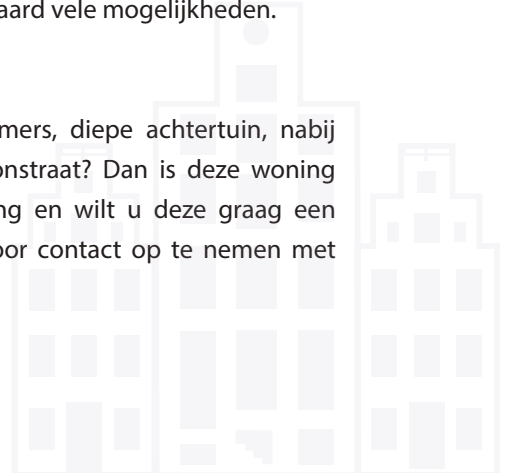 aard vele mogelijkheden.
mers, diepe achtertuin, nabij
onstraat? Dan is deze woning
ng en wilt u deze graag een
oor contact op te nemen met